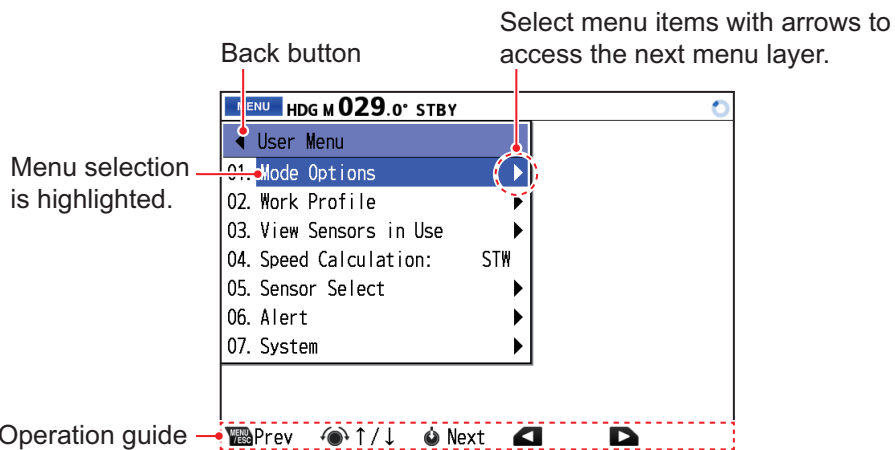 Select menu items with arrows to
access the next menu layer.
Back button
MENU HDG M 029.0° STBY
User Menu
Menu selection
is highlighted.
01. Mode Options
02. Work Profile
03. View Sensors in Use
04. Speed Calculation: STW
05. Sensor Select
06. Alert
07. System
Operation guide
MENU/ESC Prev ↑/↓ Next